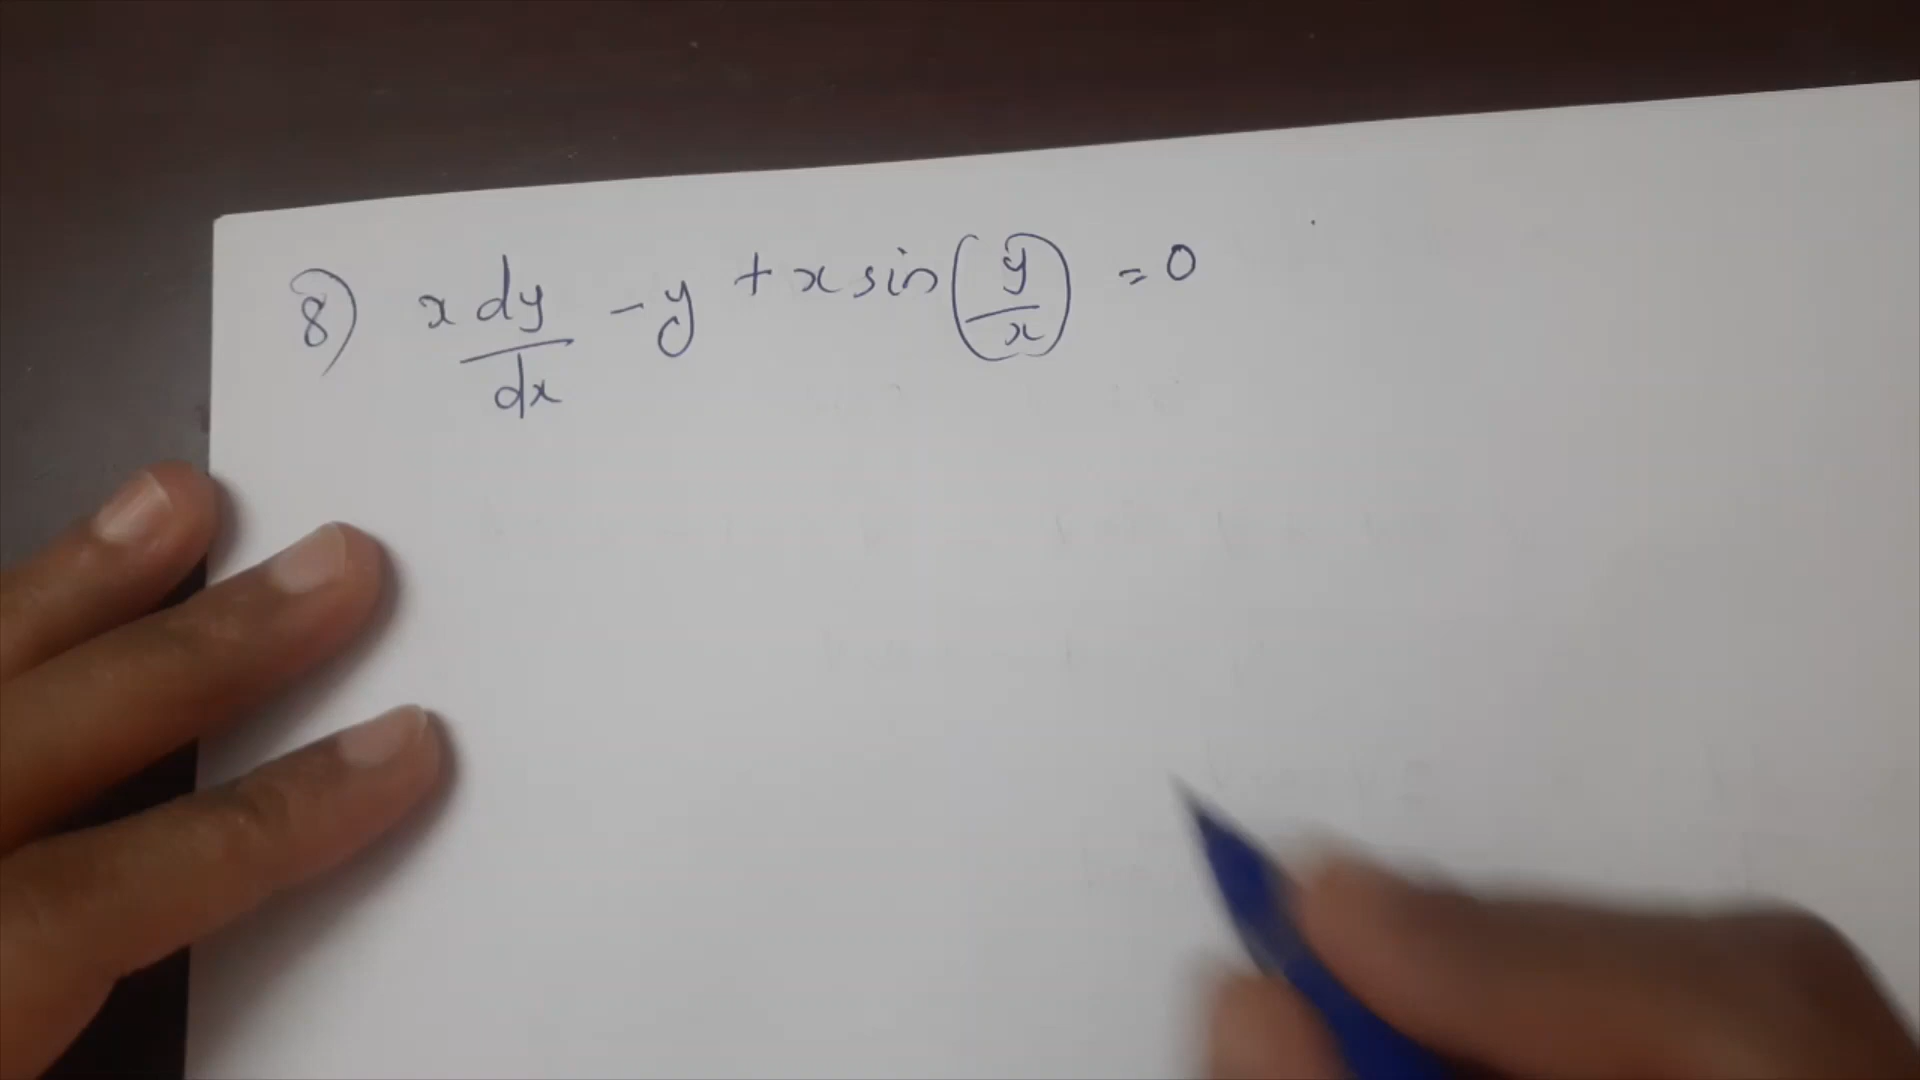 8) x dy/dx - y + x sin(y/x) = 0